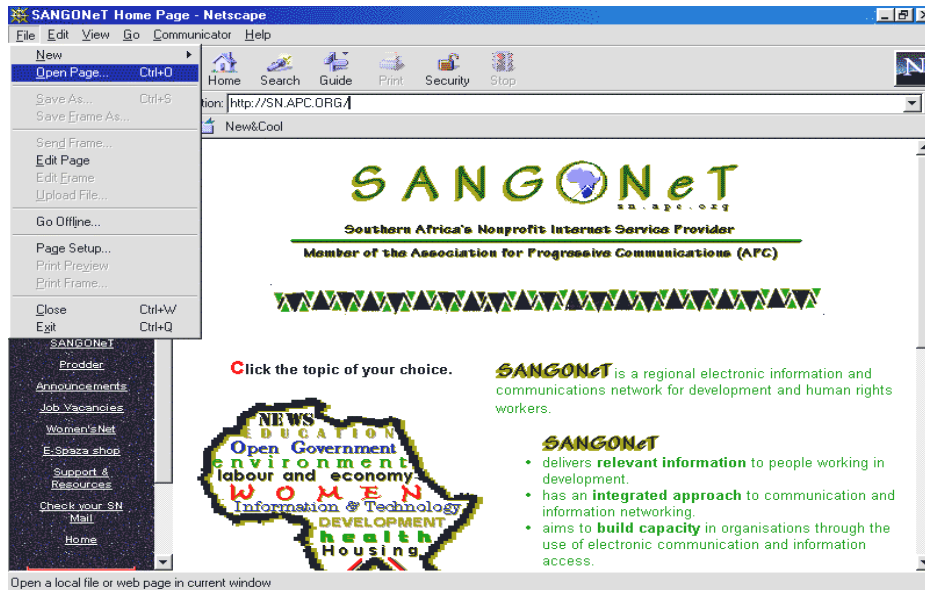 SANGONeT Home Page - Netscape
File Edit View Go Communicator Help
New
Open Page... Ctrl+O
Save As... Ctrl+S
Save Frame As...
Send Frame...
Edit Page
Edit Frame
Upload File...
Go Offline...
Page Setup...
Print Preview
Print Frame...
Close Ctrl+W
Exit Ctrl+Q
Home Search Guide Print Security Stop
N
tion: http://SN.APC.ORG/
New&Cool
SANGONeT
Prodder
Announcements
Job Vacancies
Women'sNet
E-Spaza shop
Support &
Resources
Check your SN
Mail
Home
SANGONeT
sn.apc.org
Southern Africa's Nonprofit Internet Service Provider
Member of the Association for Progressive Communications (APC)
Click the topic of your choice.
NEWS
EDUCATION
Open Government
environment
labour and economy
WOMEN
Information & Technology
DEVELOPMENT
health
Housing
SANGONeT is a regional electronic information and
communications network for development and human rights
workers.
SANGONeT
• delivers relevant information to people working in
development.
• has an integrated approach to communication and
information networking.
• aims to build capacity in organisations through the
use of electronic communication and information
access.
Open a local file or web page in current window